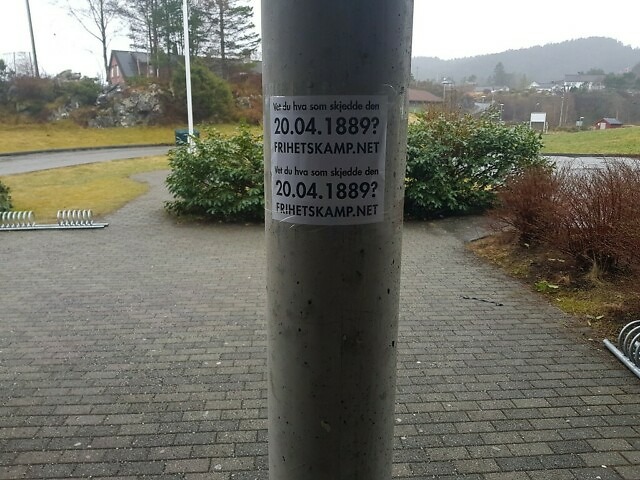 Vet du hva som skjedde den
20.04.1889?
FRIHETSKAMP.NET
Vet du hva som skjedde den
20.04.1889?
FRIHETSKAMP.NET